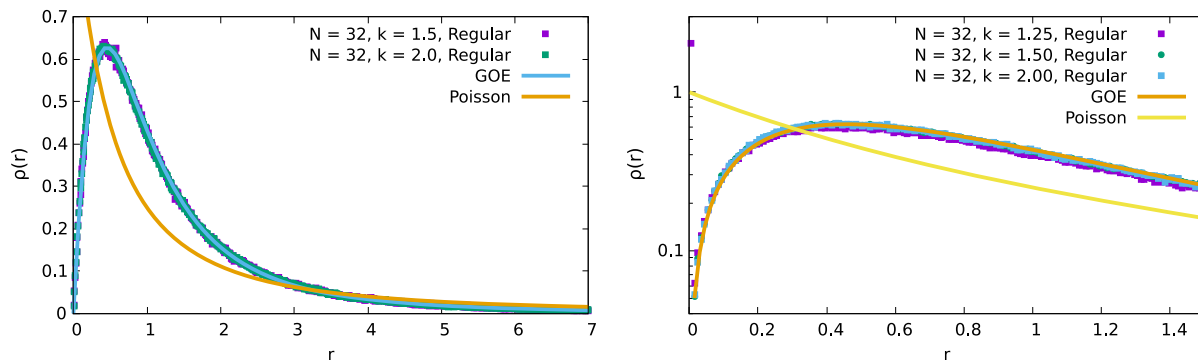 N = 32, k = 1.5, Regular
N = 32, k = 2.0, Regular
GOE
Poisson
0.7
0.6
0.5
0.4
0.3
0.2
0.1
0
ρ(r)
0 1 2 3 4 5 6 7
r
N = 32, k = 1.25, Regular
N = 32, k = 1.50, Regular
N = 32, k = 2.00, Regular
GOE
Poisson
1
0.1
ρ(r)
0 0.2 0.4 0.6 0.8 1 1.2 1.4
r